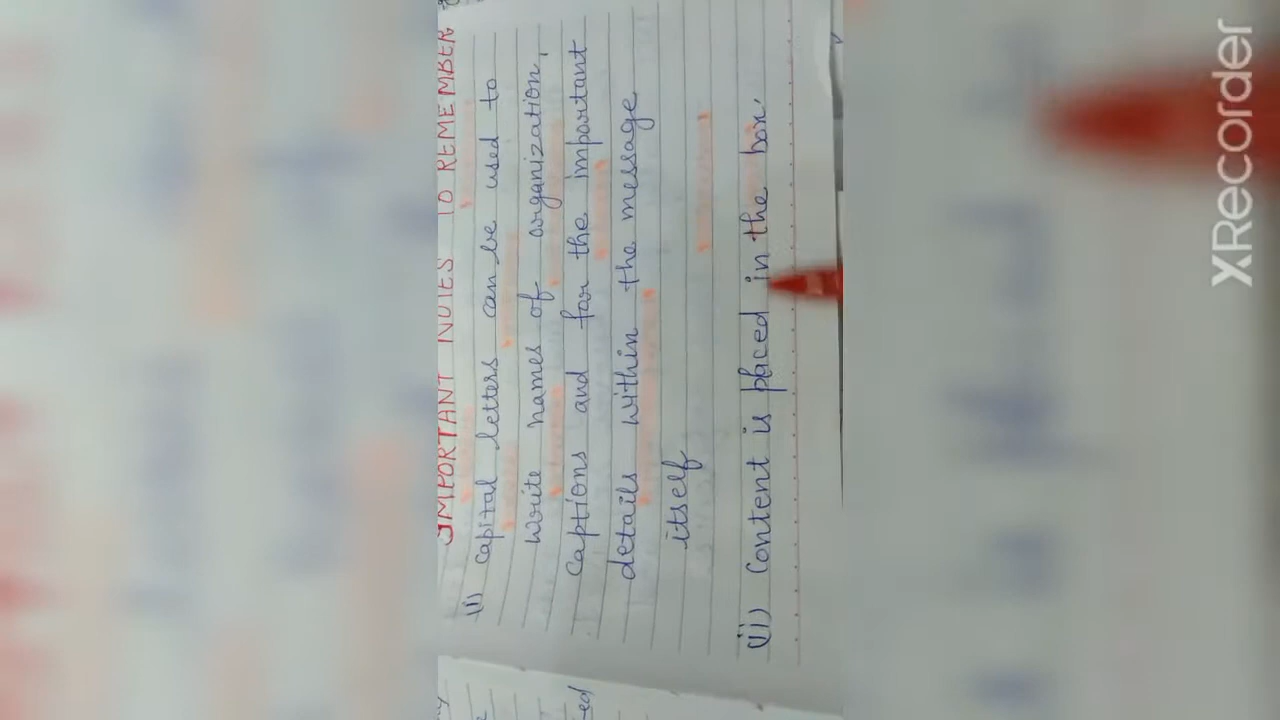 IMPORTANT NOTES TO REMEMBER
(i) capital letters can be used to
write names of organization,
captions and for the important
details within the message
itself
(ii) Content is placed in the box.
ed
XRecorder